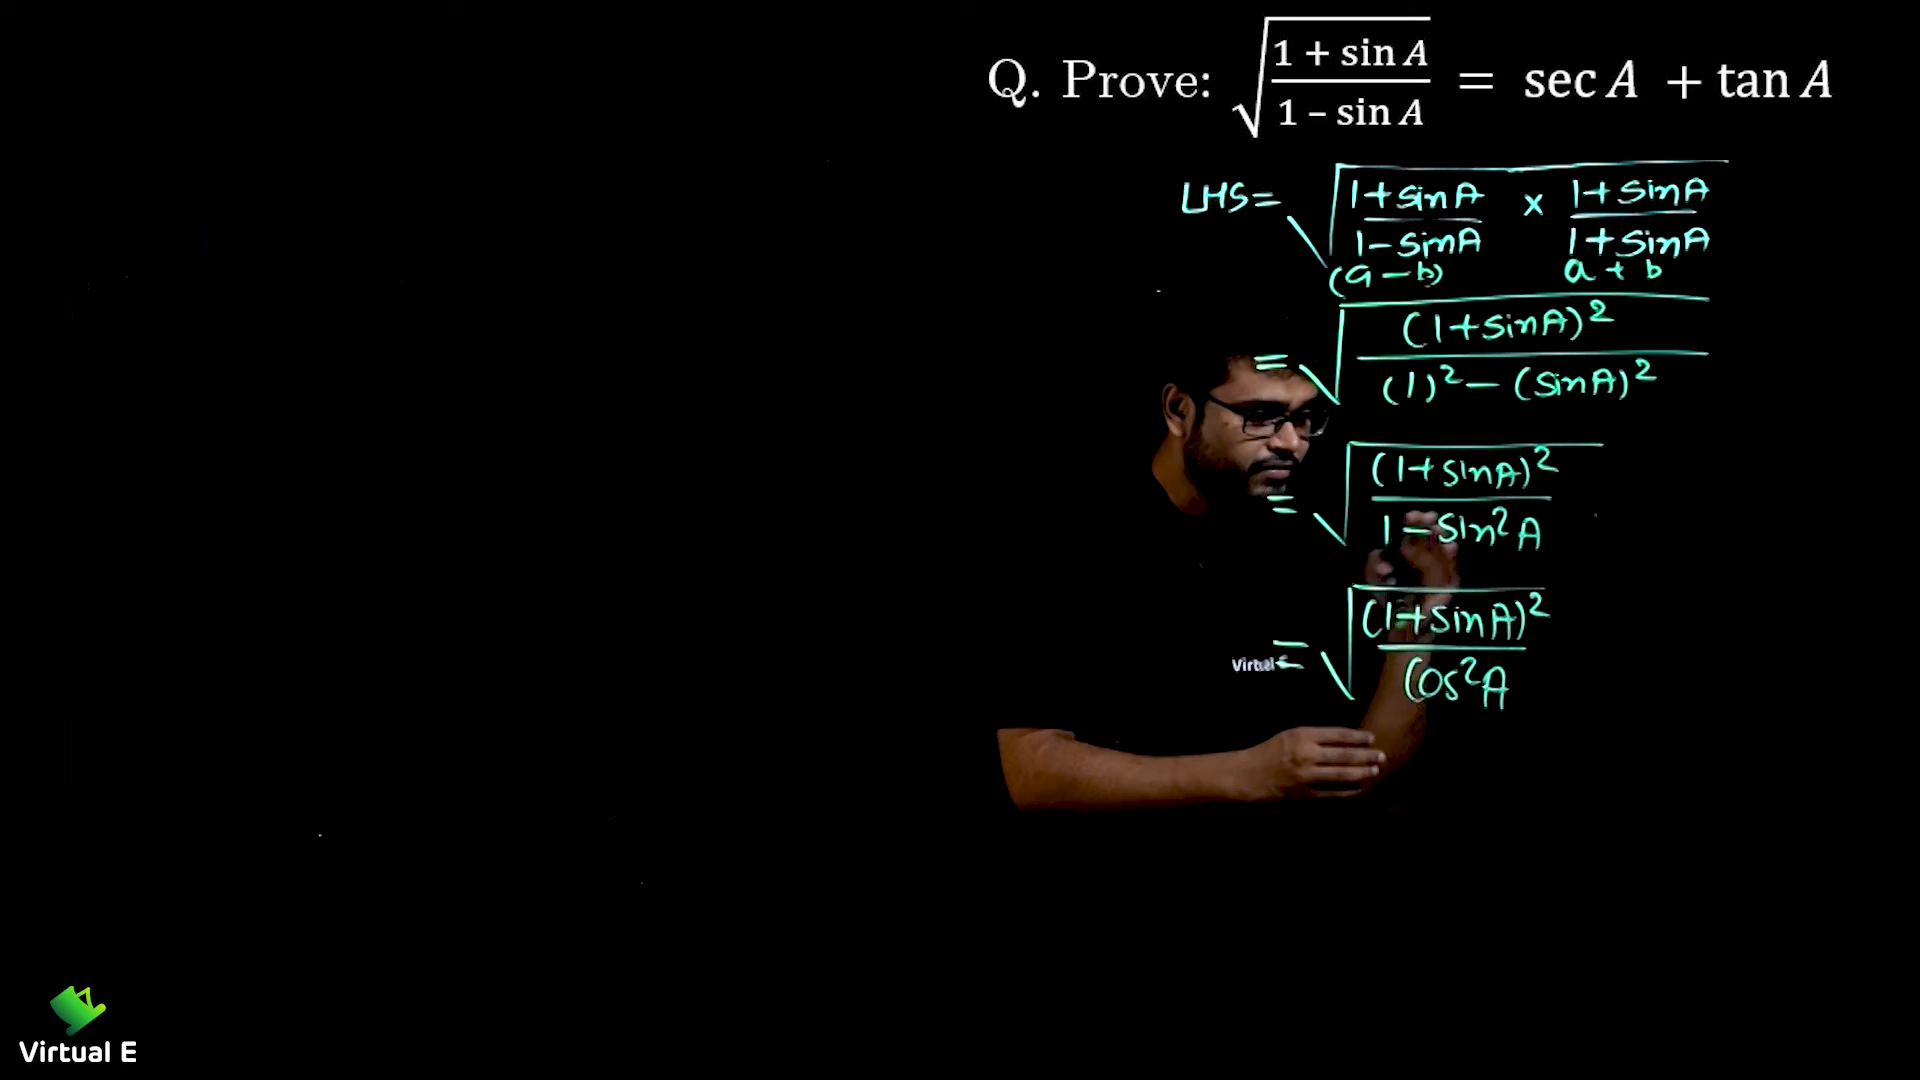 Q. Prove: √((1 + sin A)/(1 – sin A)) = sec A + tan A
LHS = √((1+sinA)/(1-sinA) × (1+sinA)/(1+sinA))
(a - b) a + b
= √((1+sinA)²/((1)² - (sinA)²))
= √((1+sinA)²/(1-sin²A))
= √((1+sinA)²/(cos²A))
Virtual E
Virtual E